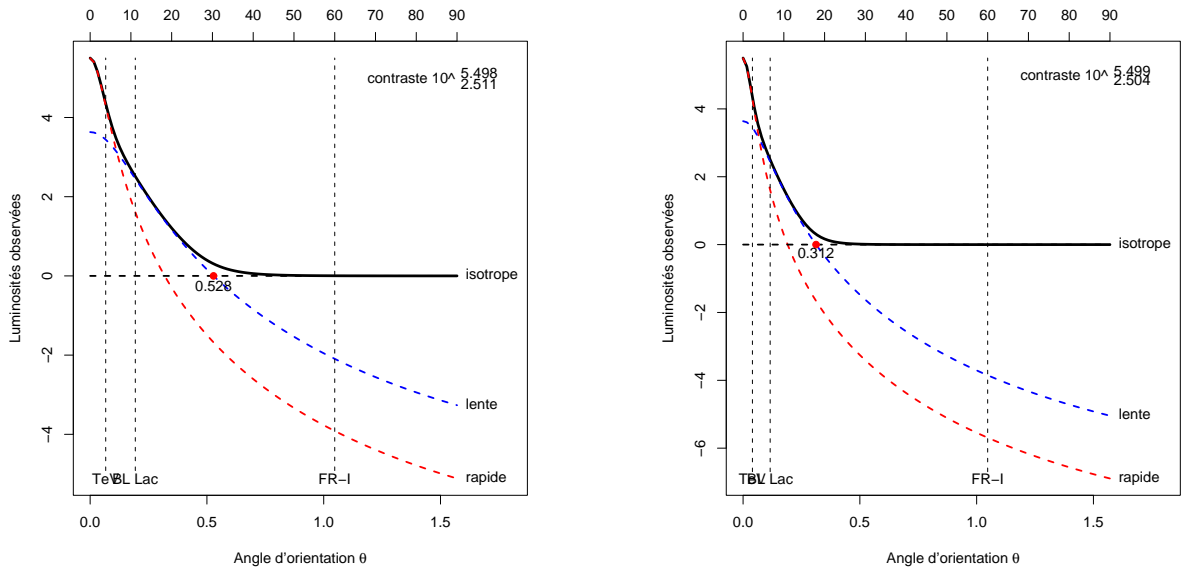 0 10 20 30 40 50 60 70 80 90
contraste 10^ 5.498
2.511
4
2
0
−2
−4
Luminosités observées
isotrope
0.528
lente
rapide
TeV BL Lac FR−I
0.0 0.5 1.0 1.5
Angle d'orientation θ
0 10 20 30 40 50 60 70 80 90
contraste 10^ 5.499
2.504
4
2
0
−2
−4
−6
Luminosités observées
isotrope
0.312
lente
rapide
TeV BL Lac FR−I
0.0 0.5 1.0 1.5
Angle d'orientation θ